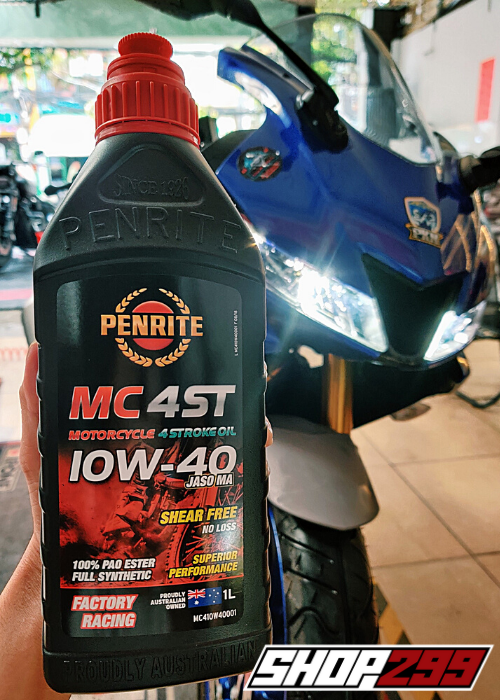 SINCE 1926
PENRITE
PENRITE
MC 4ST
MOTORCYCLE 4 STROKE OIL
10W-40
JASO MA
SHEAR FREE
NO LOSS
100% PAO ESTER
FULL SYNTHETIC
SUPERIOR
PERFORMANCE
FACTORY
RACING
PROUDLY
AUSTRALIAN
OWNED
1L
MC410W40001
PROUDLY AUSTRALIAN
SHOP299